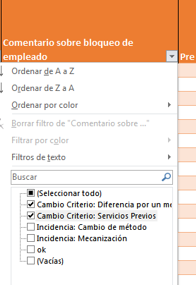 Comentario sobre bloqueo de
empleado
Pre
Ordenar de A a Z
Ordenar de Z a A
Ordenar por color
Borrar filtro de "Comentario sobre ..."
Filtrar por color
Filtros de texto
Buscar
(Seleccionar todo)
Cambio Criterio: Diferencia por un me
Cambio Criterio: Servicios Previos
Incidencia: Cambio de método
Incidencia: Mecanización
ok
(Vacías)